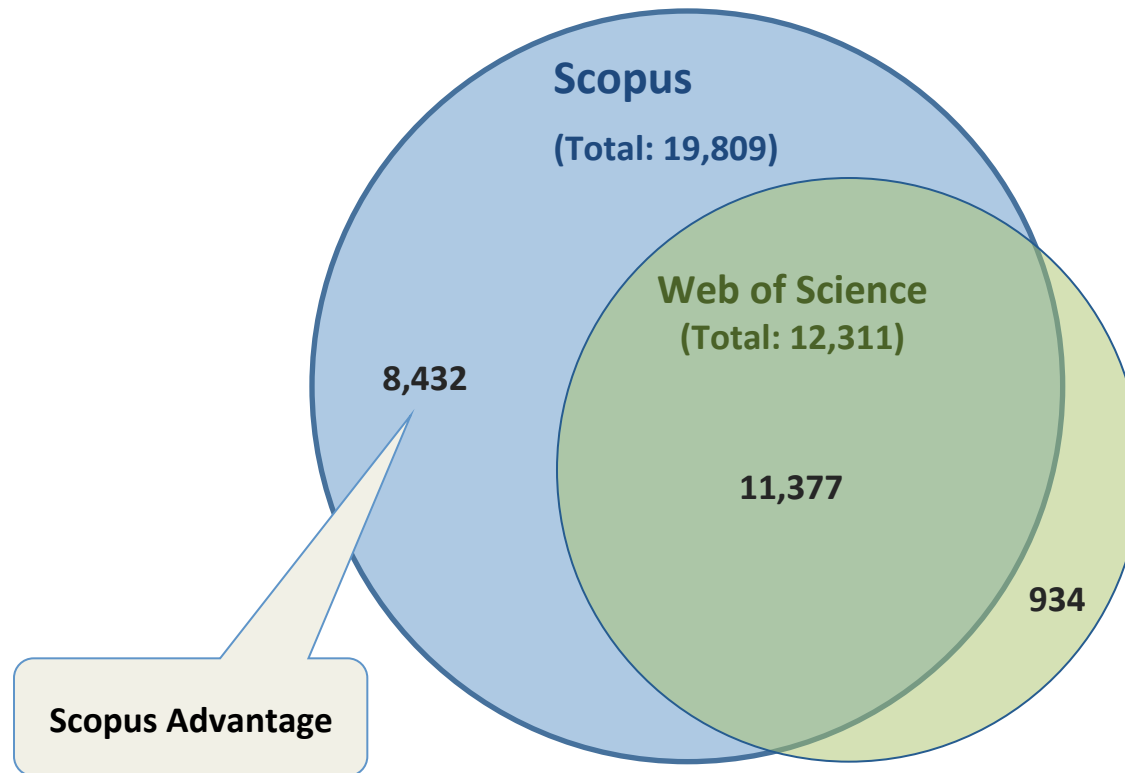 Scopus
(Total: 19,809)
Web of Science
(Total: 12,311)
8,432
11,377
934
Scopus Advantage